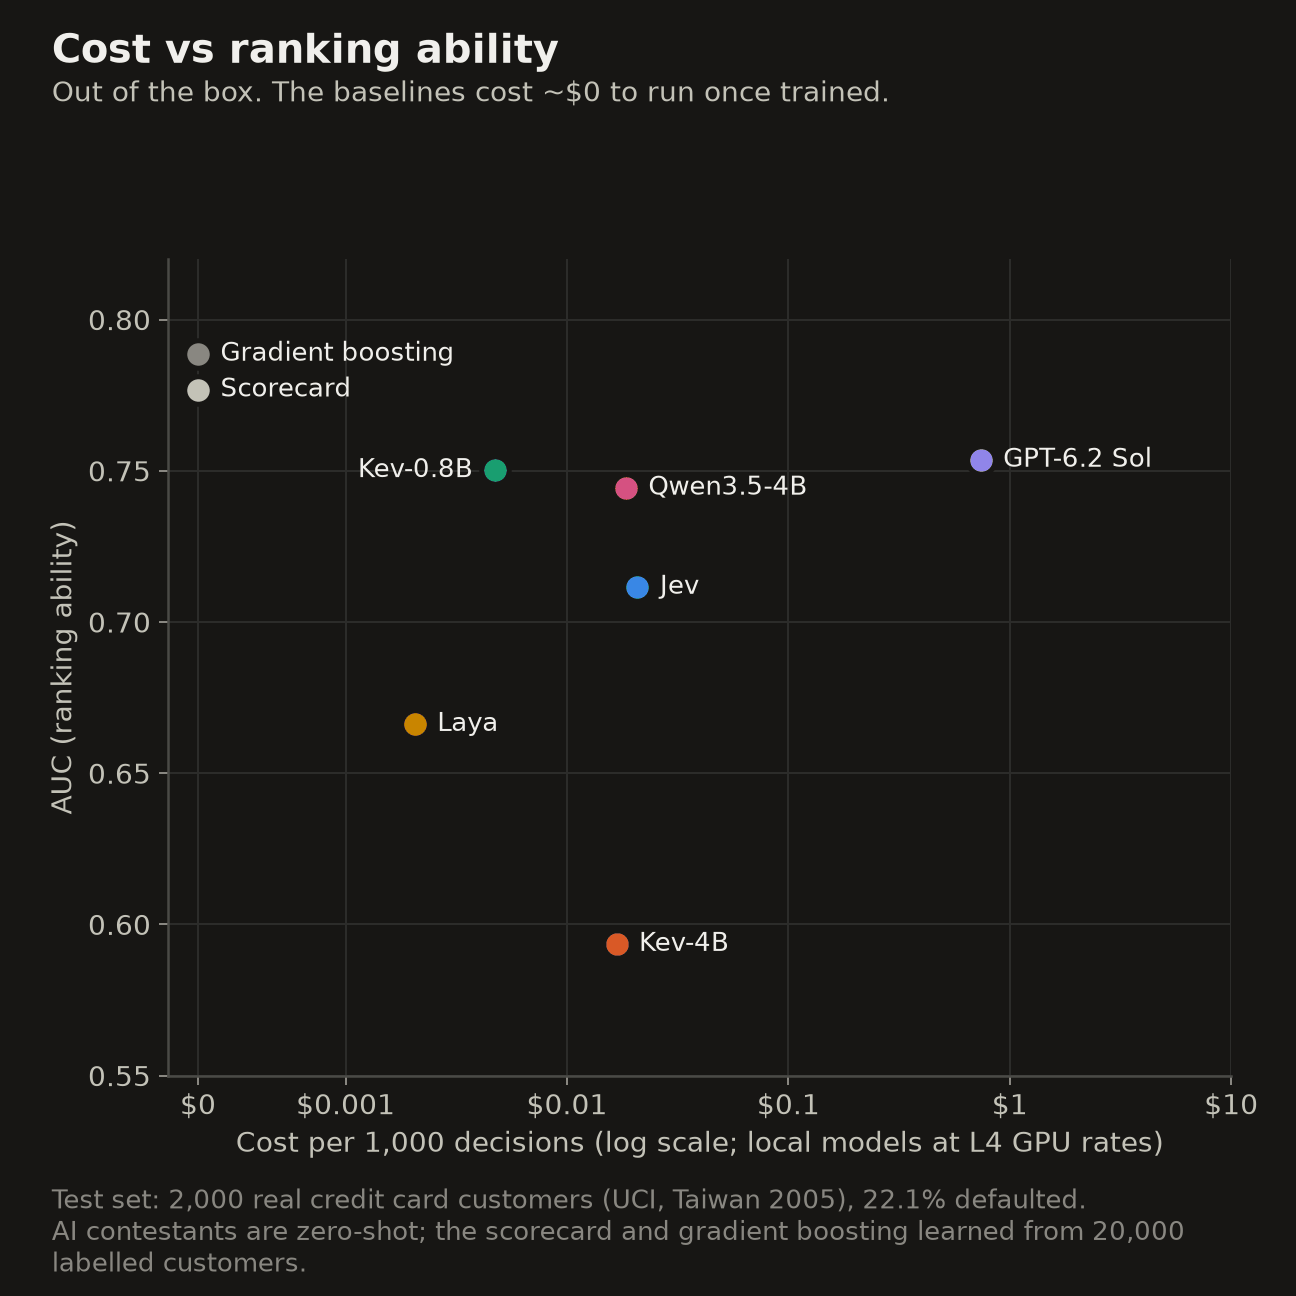 Cost vs ranking ability
Out of the box. The baselines cost ~$0 to run once trained.
0.80
Gradient boosting
Scorecard
Kev-0.8B
GPT-6.2 Sol
0.75
Qwen3.5-4B
Jev
0.70
Laya
0.65
Kev-4B
0.60
0.55
AUC (ranking ability)
$0 $0.001 $0.01 $0.1 $1 $10
Cost per 1,000 decisions (log scale; local models at L4 GPU rates)
Test set: 2,000 real credit card customers (UCI, Taiwan 2005), 22.1% defaulted.
AI contestants are zero-shot; the scorecard and gradient boosting learned from 20,000
labelled customers.